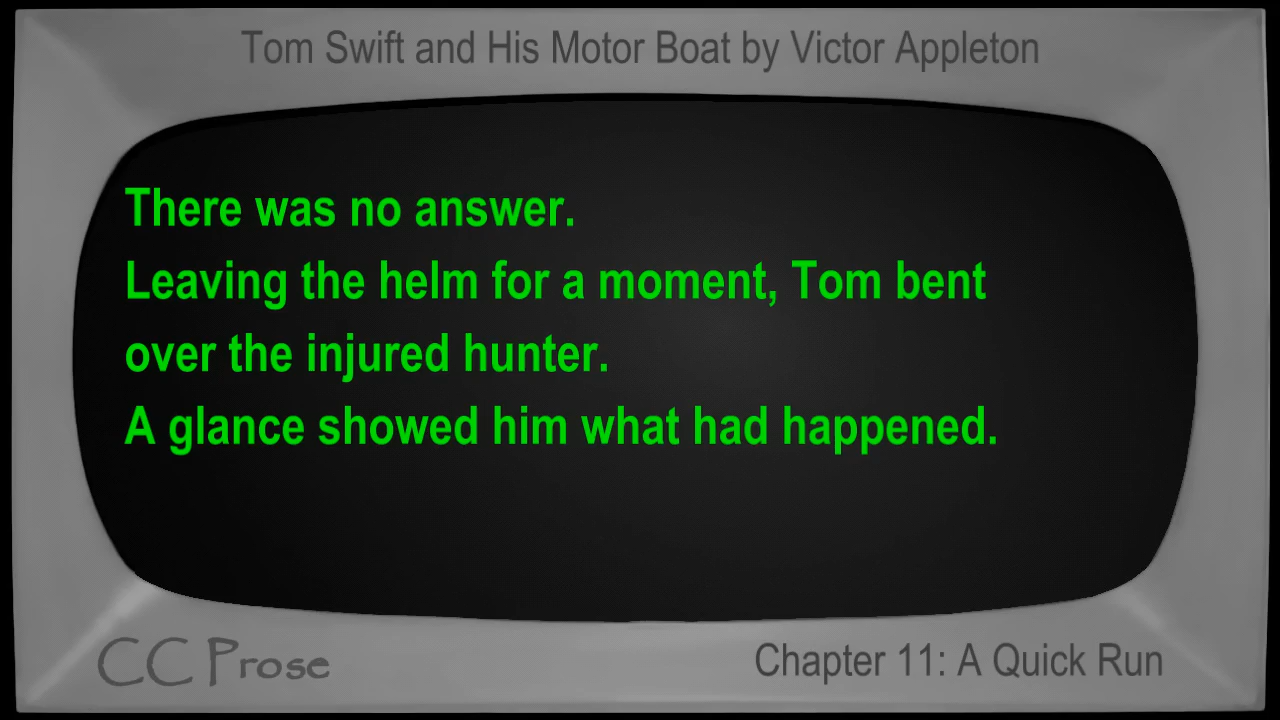 Tom Swift and His Motor Boat by Victor Appleton
There was no answer.
Leaving the helm for a moment, Tom bent
over the injured hunter.
A glance showed him what had happened.
CC Prose
Chapter 11: A Quick Run